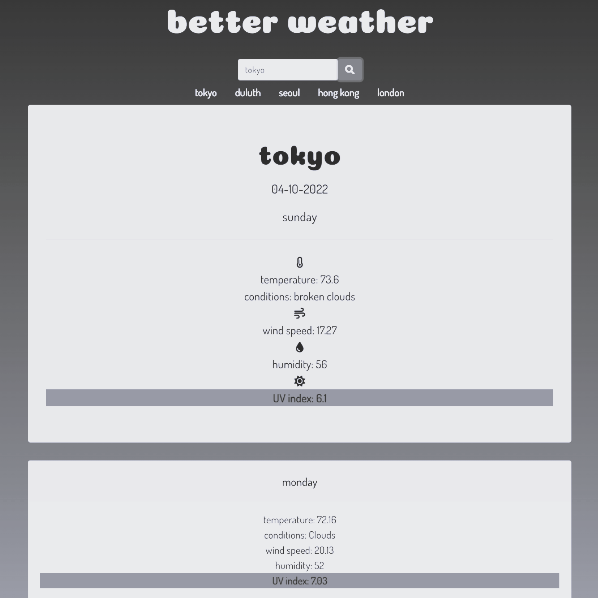 better weather
tokyo
tokyo duluth seoul hong kong london
tokyo
04-10-2022
sunday
temperature: 73.6
conditions: broken clouds
wind speed: 17.27
humidity: 56
UV index: 6.1
monday
temperature: 72.16
conditions: Clouds
wind speed: 20.13
humidity: 52
UV index: 7.03